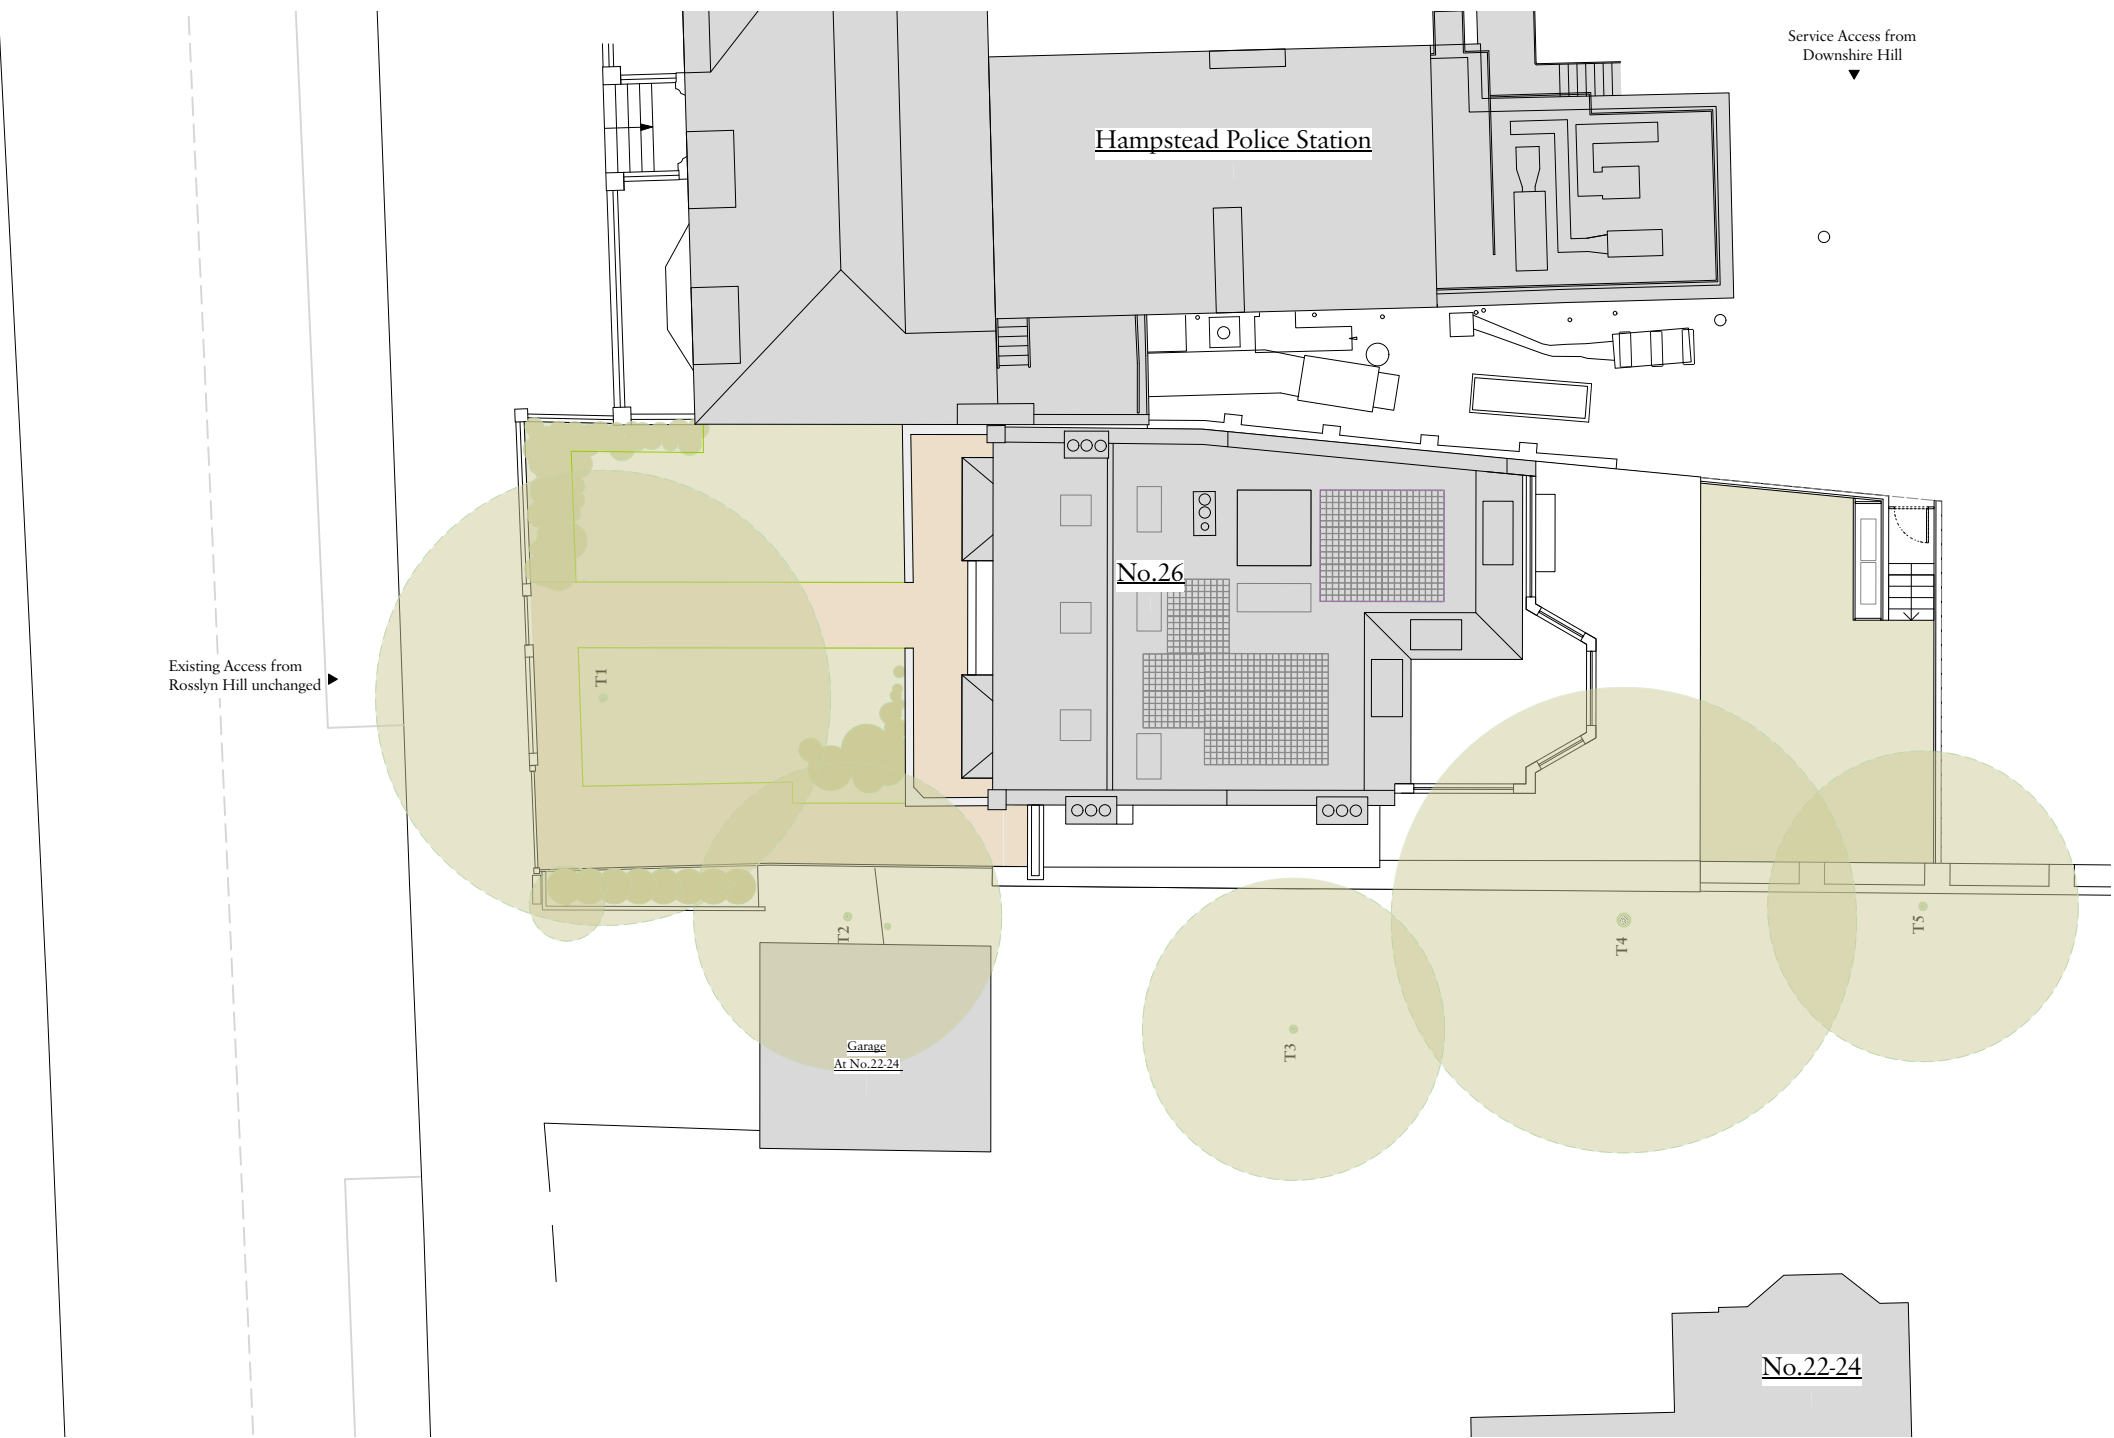 Service Access from
Downshire Hill
Hampstead Police Station
No.26
Existing Access from
Rosslyn Hill unchanged
T1
T2
T3
T4
T5
Garage
At No.22-24
No.22-24